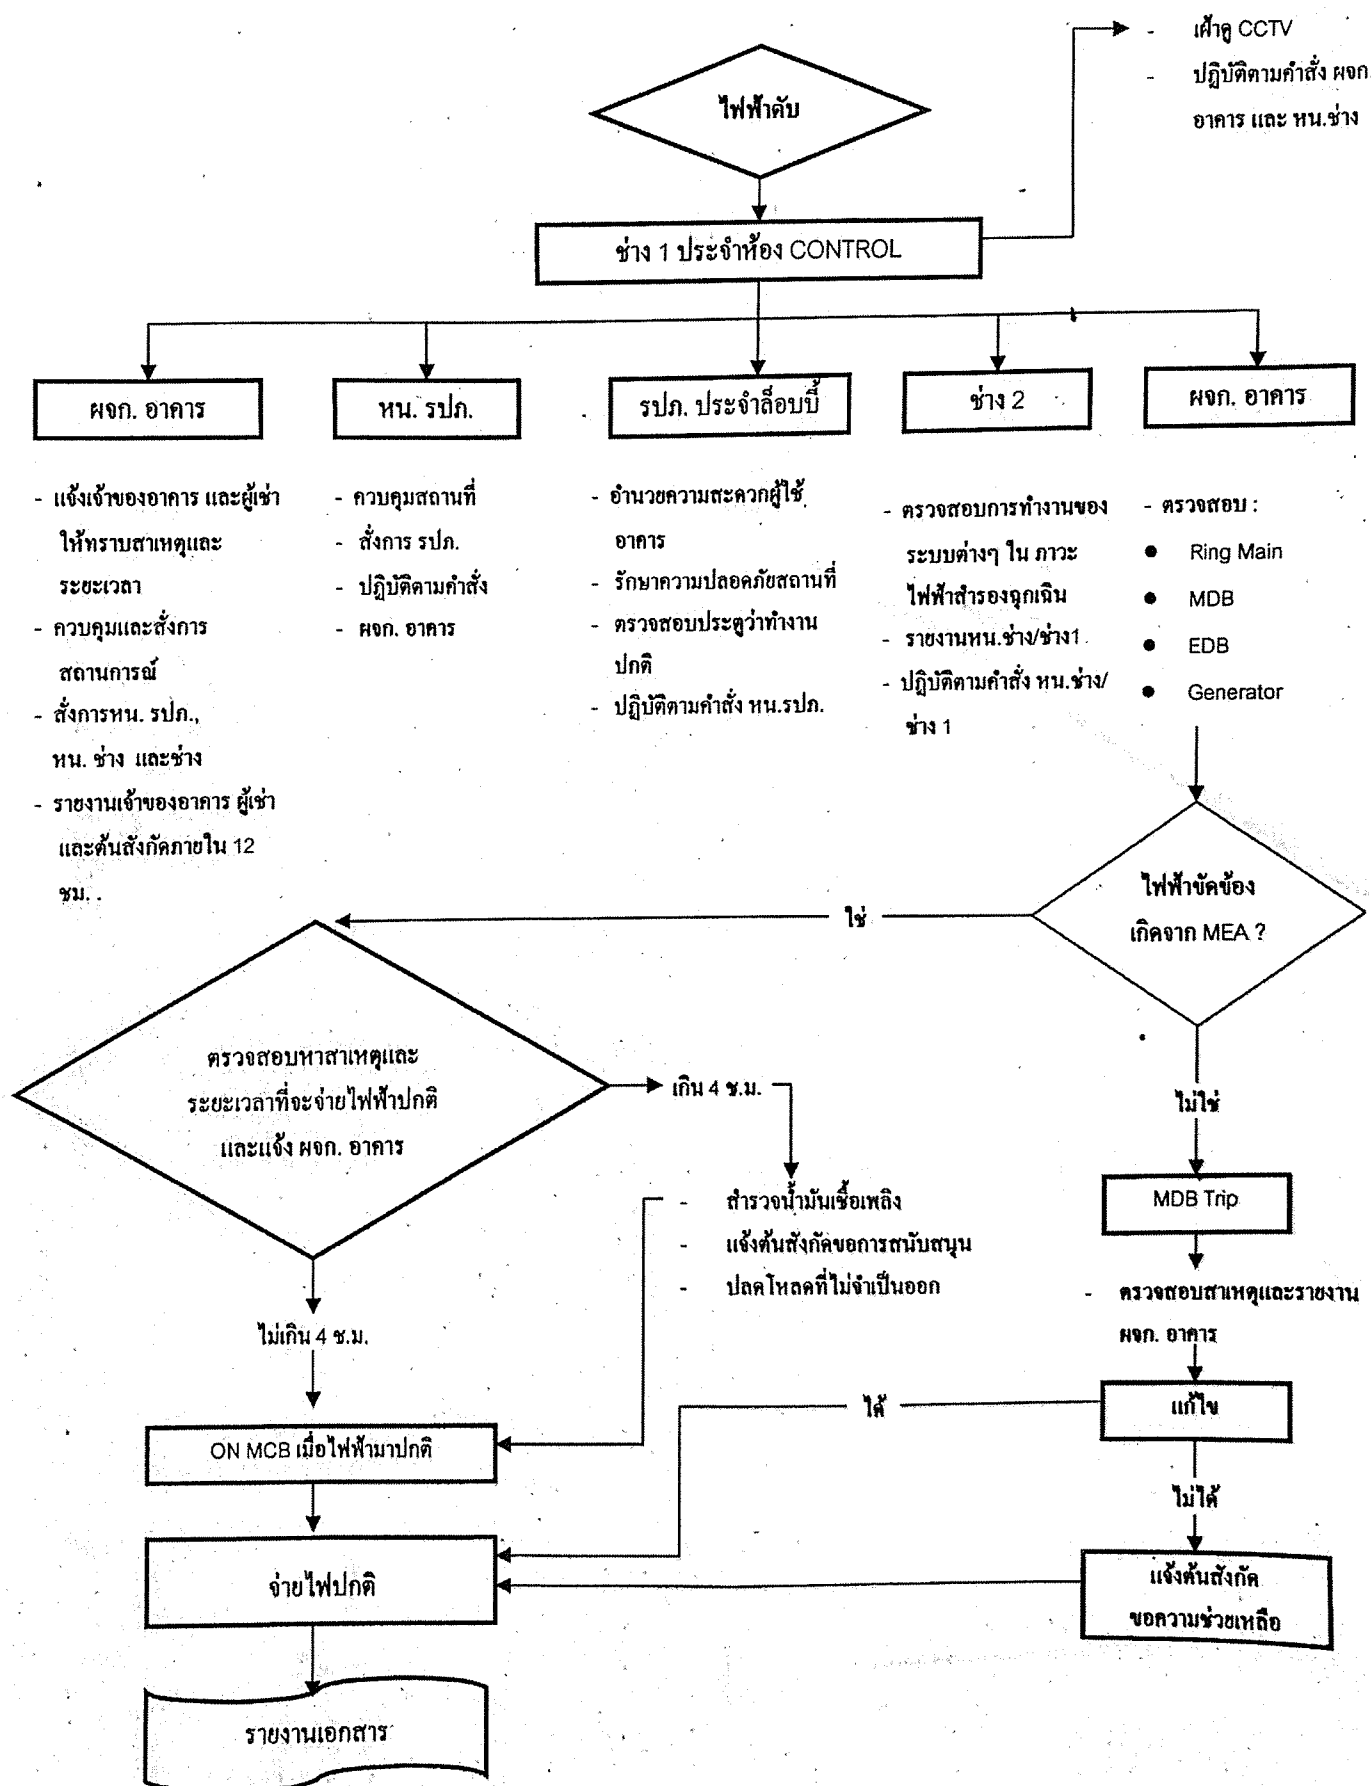 - เฝ้าดู CCTV
- ปฏิบัติตามคำสั่ง ผจก.
อาคาร และ หน.ช่าง
ไฟฟ้าดับ
ช่าง 1 ประจำห้อง CONTROL
ผจก. อาคาร
หน. รปภ.
รปภ. ประจำล็อบบี้
ช่าง 2
ผจก. อาคาร
- แจ้งเจ้าของอาคาร และผู้เช่า
ให้ทราบสาเหตุและ
ระยะเวลา
- ควบคุมและสั่งการ
สถานการณ์
- สั่งการหน. รปภ.,
หน. ช่าง และช่าง
- รายงานเจ้าของอาคาร ผู้เช่า
และต้นสังกัดภายใน 12
ชม. .
- ควบคุมสถานที่
- สั่งการ รปภ.
- ปฏิบัติตามคำสั่ง
- ผจก. อาคาร
- อำนวยความสะดวกผู้ใช้
อาคาร
- รักษาความปลอดภัยสถานที่
- ตรวจสอบประตูว่าทำงาน
ปกติ
- ปฏิบัติตามคำสั่ง หน.รปภ.
- ตรวจสอบการทำงานของ
ระบบต่างๆ ใน ภาวะ
ไฟฟ้าสำรองฉุกเฉิน
- รายงานหน.ช่าง/ช่าง1
- ปฏิบัติตามคำสั่ง หน.ช่าง/
ช่าง 1
- ตรวจสอบ :
● Ring Main
● MDB
● EDB
● Generator
ไฟฟ้าขัดข้อง
เกิดจาก MEA ?
ใช่
ตรวจสอบหาสาเหตุและ
ระยะเวลาที่จะจ่ายไฟฟ้าปกติ
และแจ้ง ผจก. อาคาร
เกิน 4 ช.ม.
ไม่ใช่
- สำรวจน้ำมันเชื้อเพลิง
- แจ้งต้นสังกัดขอการสนับสนุน
- ปลดโหลดที่ไม่จำเป็นออก
MDB Trip
- ตรวจสอบสาเหตุและรายงาน
ผจก. อาคาร
ไม่เกิน 4 ช.ม.
ได้
แก้ไข
ON MCB เมื่อไฟฟ้ามาปกติ
ไม่ได้
จ่ายไฟปกติ
แจ้งต้นสังกัด
ขอความช่วยเหลือ
รายงานเอกสาร